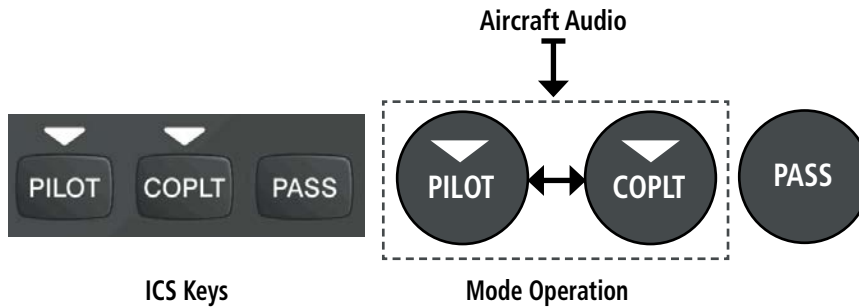 Aircraft Audio
PILOT COPLT PASS
PILOT COPLT PASS
ICS Keys
Mode Operation